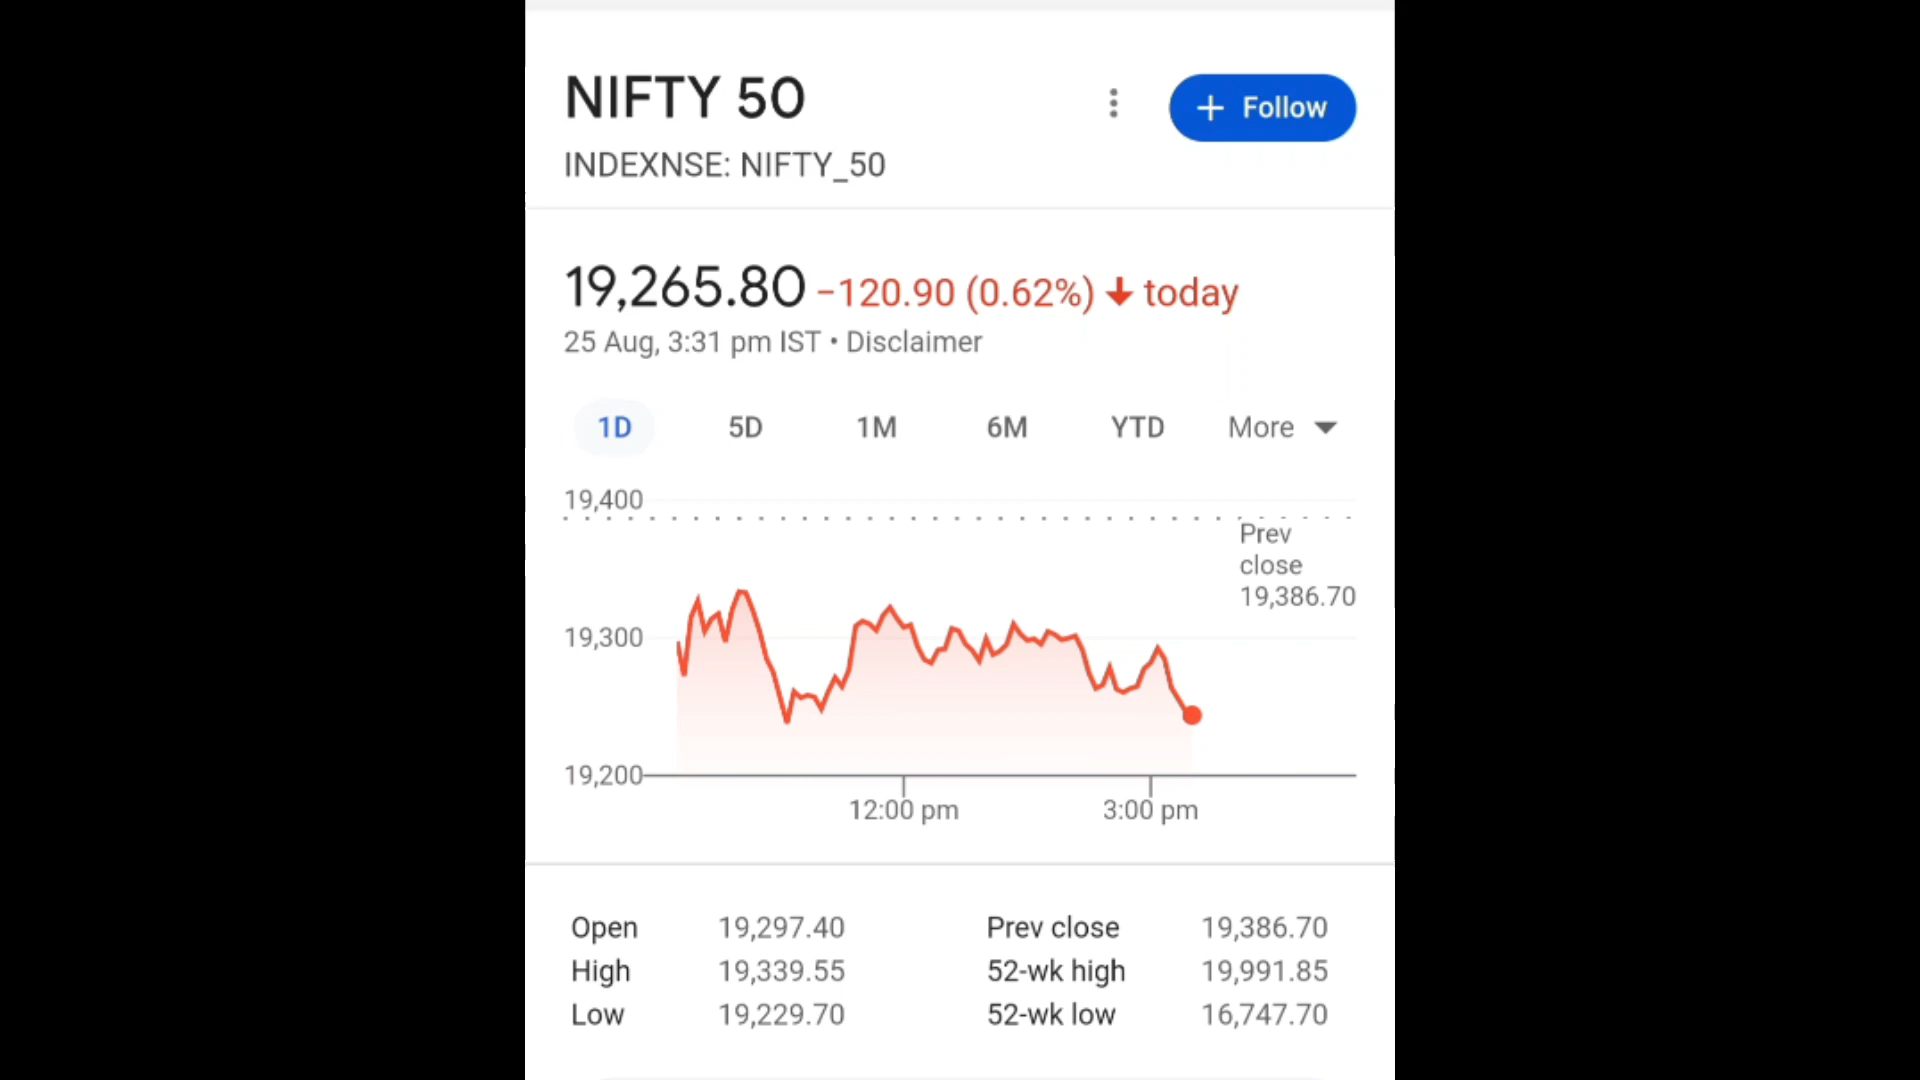 NIFTY 50
+ Follow
INDEXNSE: NIFTY_50
19,265.80 −120.90 (0.62%) ↓ today
25 Aug, 3:31 pm IST • Disclaimer
1D 5D 1M 6M YTD More
19,400
Prev
close
19,386.70
19,300
19,200
12:00 pm 3:00 pm
Open 19,297.40 Prev close 19,386.70
High 19,339.55 52-wk high 19,991.85
Low 19,229.70 52-wk low 16,747.70